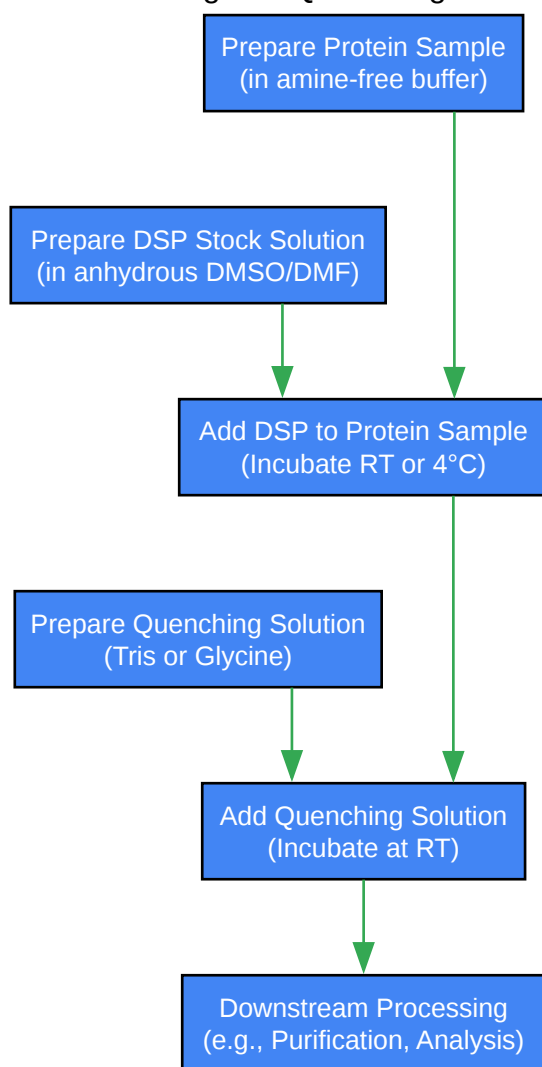 Prepare Protein Sample
(in amine-free buffer)
Prepare DSP Stock Solution
(in anhydrous DMSO/DMF)
Add DSP to Protein Sample
(Incubate RT or 4°C)
Prepare Quenching Solution
(Tris or Glycine)
Add Quenching Solution
(Incubate at RT)
Downstream Processing
(e.g., Purification, Analysis)